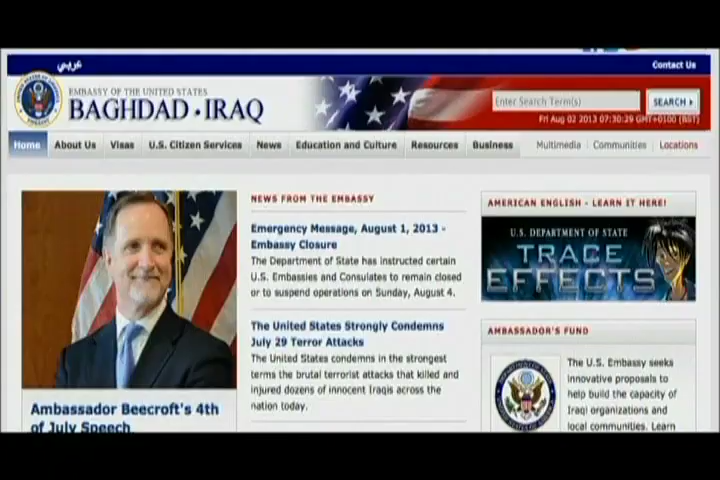 عربي
Contact Us
EMBASSY OF THE UNITED STATES
BAGHDAD • IRAQ
Enter Search Term(s)
SEARCH
Fri Aug 02 2013 07:30:29 GMT+0100 (BST)
Home About Us Visas U.S. Citizen Services News Education and Culture Resources Business Multimedia Communities Locations
Ambassador Beecroft's 4th
of July Speech
NEWS FROM THE EMBASSY
Emergency Message, August 1, 2013 -
Embassy Closure
The Department of State has instructed certain
U.S. Embassies and Consulates to remain closed
or to suspend operations on Sunday, August 4.
The United States Strongly Condemns
July 29 Terror Attacks
The United States condemns in the strongest
terms the brutal terrorist attacks that killed and
injured dozens of innocent Iraqis across the
nation today.
AMERICAN ENGLISH - LEARN IT HERE!
U.S. DEPARTMENT OF STATE
TRACE
EFFECTS
AMBASSADOR'S FUND
The U.S. Embassy seeks
innovative proposals to
help build the capacity of
Iraqi organizations and
local communities. Learn